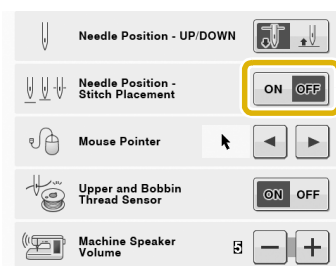 Needle Position - UP/DOWN
Needle Position -
Stitch Placement
ON OFF
Mouse Pointer
Upper and Bobbin
Thread Sensor
ON OFF
Machine Speaker
Volume
5 - +